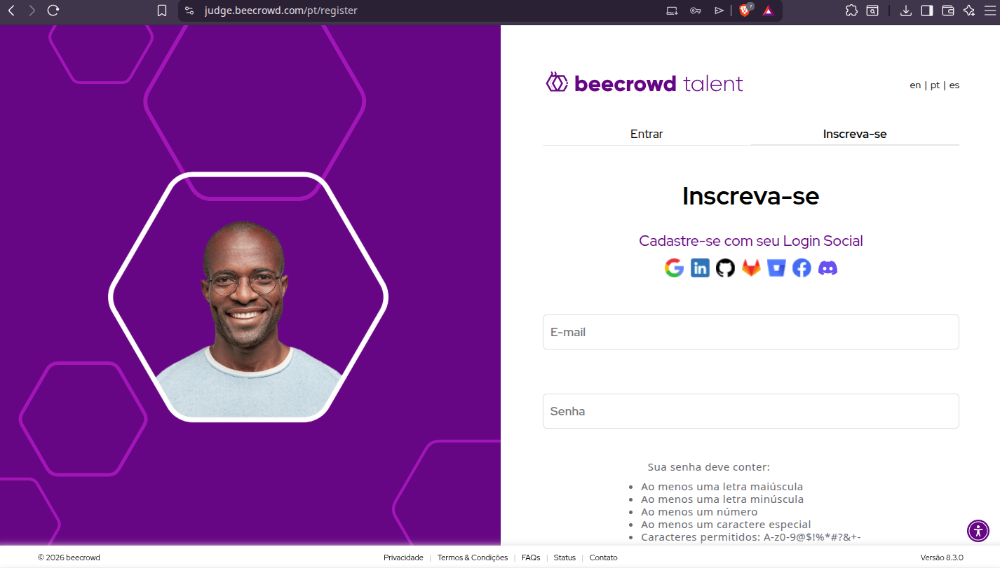 judge.beecrowd.com/pt/register
7
beecrowd talent
en | pt | es
Entrar
Inscreva-se
Inscreva-se
Cadastre-se com seu Login Social
E-mail
Senha
Sua senha deve conter:
Ao menos uma letra maiúscula
Ao menos uma letra minúscula
Ao menos um número
Ao menos um caractere especial
Caracteres permitidos: A-z0-9@$!%*#?&+-
© 2026 beecrowd
Privacidade | Termos & Condições | FAQs | Status | Contato
Versão 8.3.0